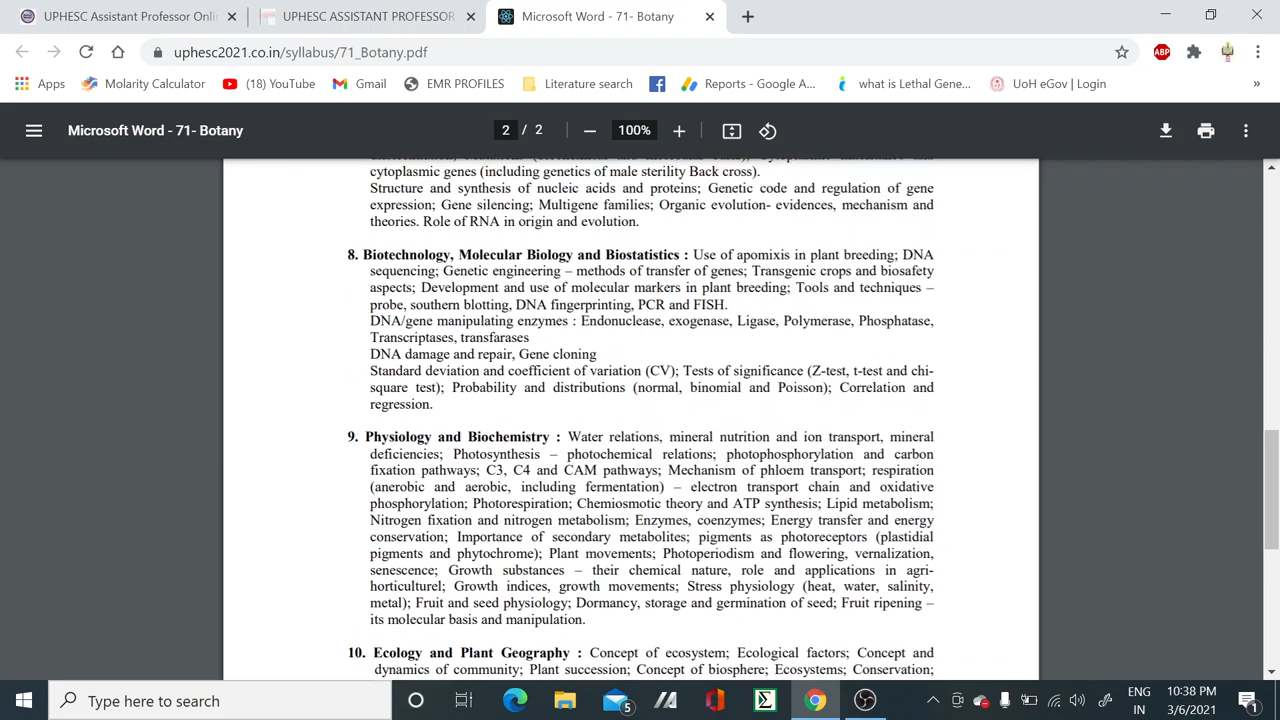 UPHESC Assistant Professor Onli
UPHESC ASSISTANT PROFESSOR
Microsoft Word - 71- Botany
uphesc2021.co.in/syllabus/71_Botany.pdf
ABP
Apps
Molarity Calculator
(18) YouTube
Gmail
EMR PROFILES
Literature search
Reports - Google A...
what is Lethal Gene...
UoH eGov | Login
»
Microsoft Word - 71- Botany
2 / 2
100%
cytoplasmic genes (including genetics of male sterility Back cross).
Structure and synthesis of nucleic acids and proteins; Genetic code and regulation of gene
expression; Gene silencing; Multigene families; Organic evolution- evidences, mechanism and
theories. Role of RNA in origin and evolution.
8. Biotechnology, Molecular Biology and Biostatistics : Use of apomixis in plant breeding; DNA
sequencing; Genetic engineering – methods of transfer of genes; Transgenic crops and biosafety
aspects; Development and use of molecular markers in plant breeding; Tools and techniques –
probe, southern blotting, DNA fingerprinting, PCR and FISH.
DNA/gene manipulating enzymes : Endonuclease, exogenase, Ligase, Polymerase, Phosphatase,
Transcriptases, transfarases
DNA damage and repair, Gene cloning
Standard deviation and coefficient of variation (CV); Tests of significance (Z-test, t-test and chi-
square test); Probability and distributions (normal, binomial and Poisson); Correlation and
regression.
9. Physiology and Biochemistry : Water relations, mineral nutrition and ion transport, mineral
deficiencies; Photosynthesis – photochemical relations; photophosphorylation and carbon
fixation pathways; C3, C4 and CAM pathways; Mechanism of phloem transport; respiration
(anerobic and aerobic, including fermentation) – electron transport chain and oxidative
phosphorylation; Photorespiration; Chemiosmotic theory and ATP synthesis; Lipid metabolism;
Nitrogen fixation and nitrogen metabolism; Enzymes, coenzymes; Energy transfer and energy
conservation; Importance of secondary metabolites; pigments as photoreceptors (plastidial
pigments and phytochrome); Plant movements; Photoperiodism and flowering, vernalization,
senescence; Growth substances – their chemical nature, role and applications in agri-
horticulturel; Growth indices, growth movements; Stress physiology (heat, water, salinity,
metal); Fruit and seed physiology; Dormancy, storage and germination of seed; Fruit ripening –
its molecular basis and manipulation.
10. Ecology and Plant Geography : Concept of ecosystem; Ecological factors; Concept and
dynamics of community; Plant succession; Concept of biosphere; Ecosystems; Conservation;
Type here to search
5
ENG
IN
10:38 PM
3/6/2021
1